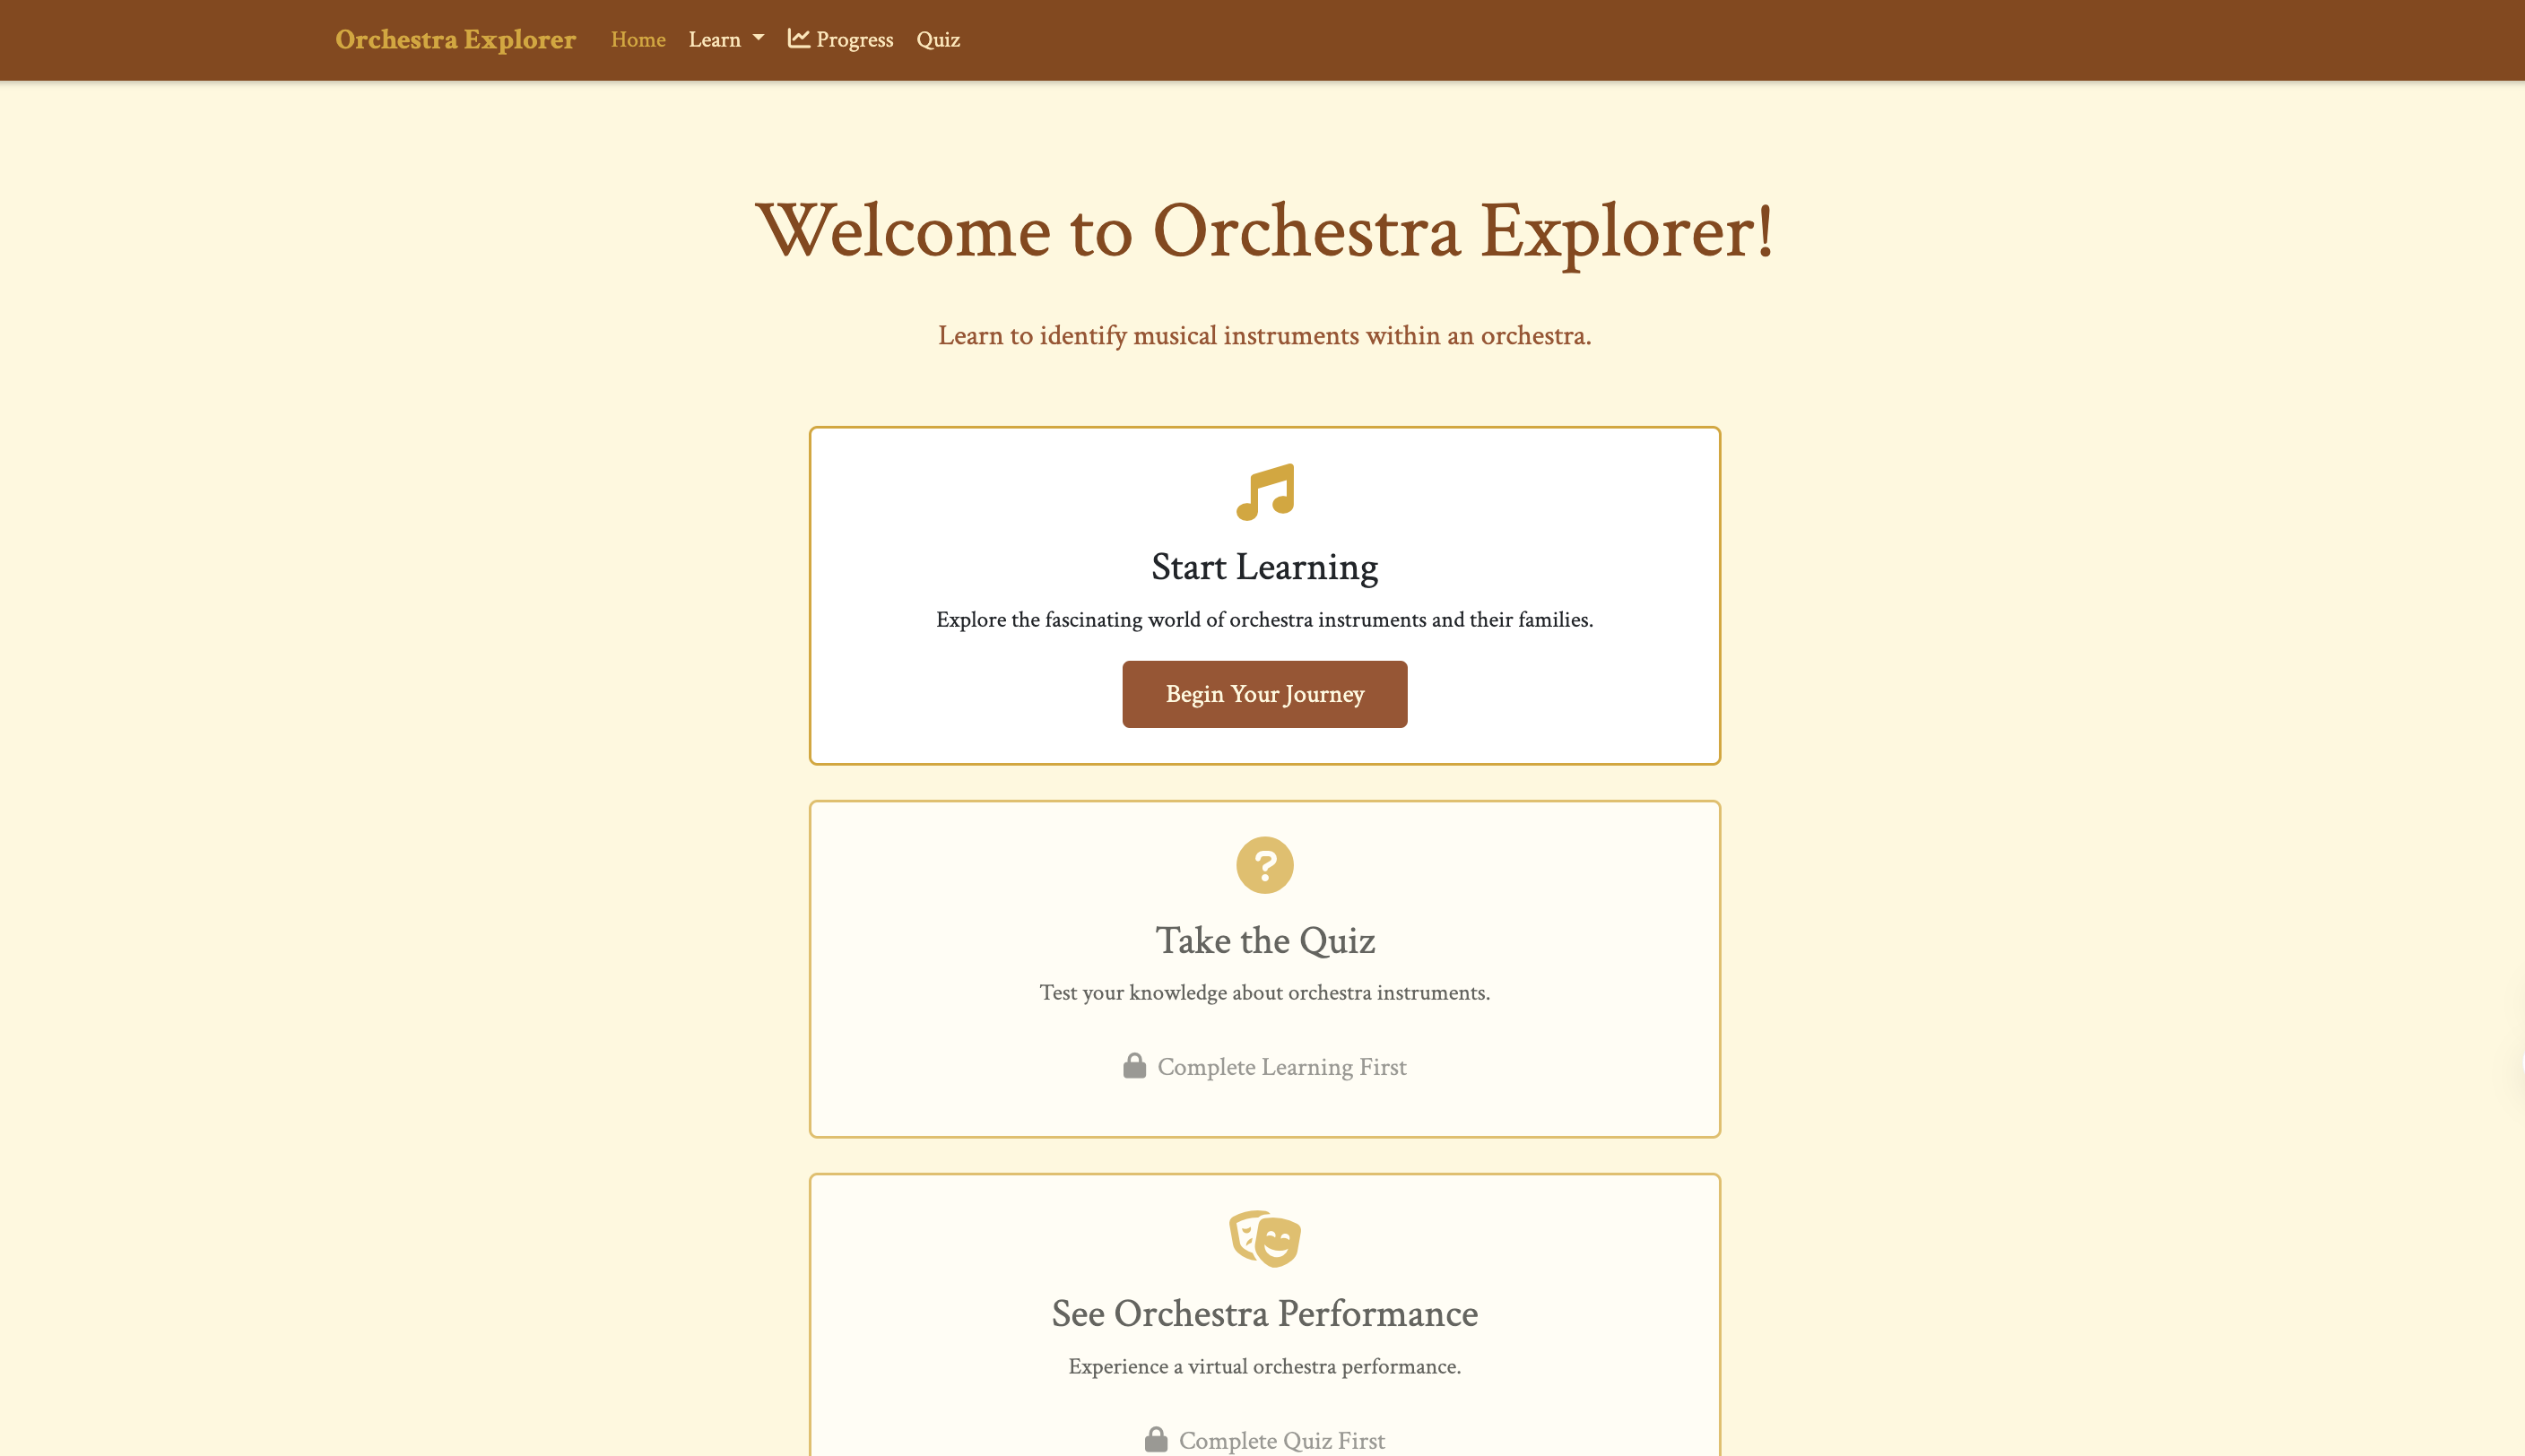 Orchestra Explorer Home Learn Progress Quiz
Welcome to Orchestra Explorer!
Learn to identify musical instruments within an orchestra.
Start Learning
Explore the fascinating world of orchestra instruments and their families.
Begin Your Journey
?
Take the Quiz
Test your knowledge about orchestra instruments.
Complete Learning First
See Orchestra Performance
Experience a virtual orchestra performance.
Complete Quiz First